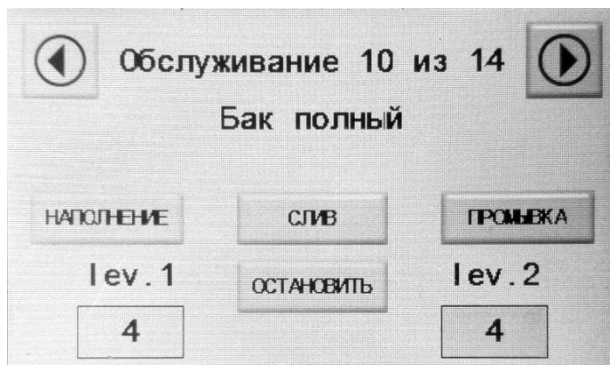 Обслуживание 10 из 14
Бак полный
НАПОЛНЕНИЕ СЛИВ ПРОМЫВКА
lev.1 ОСТАНОВИТЬ lev.2
4 4